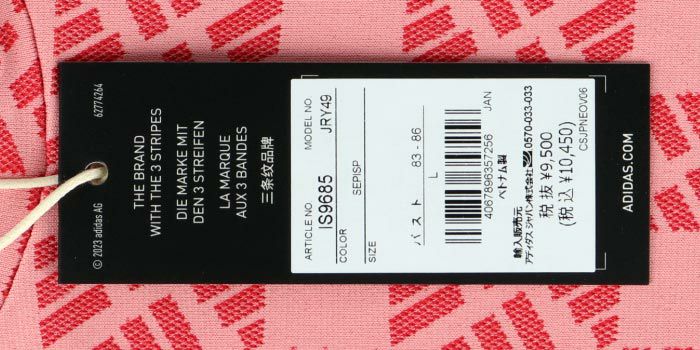 62774264
THE BRAND
WITH THE 3 STRIPES
DIE MARKE MIT
DEN 3 STREIFEN
LA MARQUE
AUX 3 BANDES
三条纹品牌
© 2023 adidas AG
ARTICLE NO
MODEL NO
IS9685
JRY49
COLOR
SEPISP
SIZE
バスト 83 - 86
L
4067896357256
JAN
ベトナム製
輸入販売元
アディダス ジャパン株式会社 0570-033-033
税抜 ¥9,500
(税込 ¥10,450)
CSJPNEOV06
ADIDAS.COM